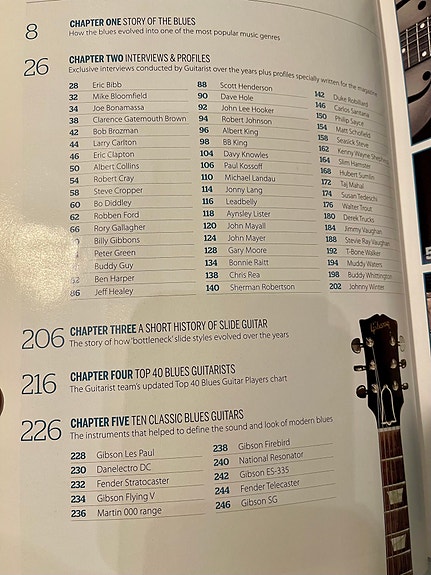 8 CHAPTER ONE STORY OF THE BLUES
How the blues evolved into one of the most popular music genres
26 CHAPTER TWO INTERVIEWS & PROFILES
Exclusive interviews conducted by Guitarist over the years plus profiles specially written for the magazine
28 Eric Bibb
32 Mike Bloomfield
34 Joe Bonamassa
38 Clarence Gatemouth Brown
42 Bob Brozman
44 Larry Carlton
46 Eric Clapton
50 Albert Collins
54 Robert Cray
58 Steve Cropper
60 Bo Diddley
62 Robben Ford
66 Rory Gallagher
Billy Gibbons
Peter Green
Buddy Guy
Ben Harper
86 Jeff Healey
88 Scott Henderson
90 Dave Hole
92 John Lee Hooker
94 Robert Johnson
96 Albert King
98 BB King
104 Davy Knowles
106 Paul Kossoff
110 Michael Landau
114 Jonny Lang
116 Leadbelly
118 Aynsley Lister
120 John Mayall
124 John Mayer
128 Gary Moore
134 Bonnie Raitt
138 Chris Rea
140 Sherman Robertson
142 Duke Robillard
146 Carlos Santana
150 Philip Sayce
154 Matt Schofield
158 Seasick Steve
162 Kenny Wayne Shepherd
164 Slim Harpster
168 Hubert Sumlin
172 Taj Mahal
174 Susan Tedeschi
176 Walter Trout
180 Derek Trucks
184 Jimmy Vaughan
188 Stevie Ray Vaughan
192 T-Bone Walker
194 Muddy Waters
198 Buddy Whittington
202 Johnny Winter
206 CHAPTER THREE A SHORT HISTORY OF SLIDE GUITAR
The story of how 'bottleneck' slide styles evolved over the years
216 CHAPTER FOUR TOP 40 BLUES GUITARISTS
The Guitarist team's updated Top 40 Blues Guitar Players chart
226 CHAPTER FIVE TEN CLASSIC BLUES GUITARS
The instruments that helped to define the sound and look of modern blues
228 Gibson Les Paul
230 Danelectro DC
232 Fender Stratocaster
234 Gibson Flying V
236 Martin 000 range
238 Gibson Firebird
240 National Resonator
242 Gibson ES-335
244 Fender Telecaster
246 Gibson SG
Gibson